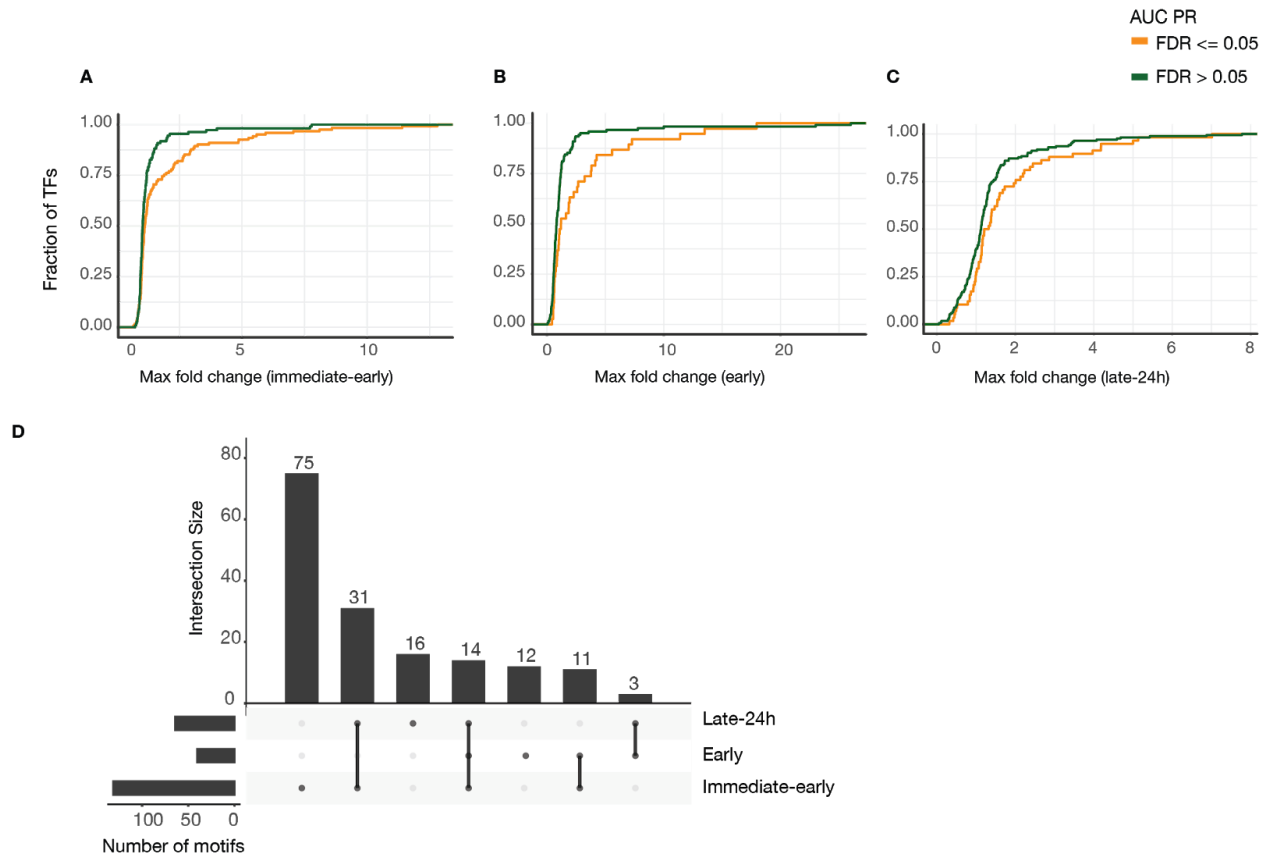 AUC PR
FDR <= 0.05
FDR > 0.05
A
B
C
Fraction of TFs
1.00
0.75
0.50
0.25
0.00
0
5
10
Max fold change (immediate-early)
1.00
0.75
0.50
0.25
0.00
0
10
20
Max fold change (early)
1.00
0.75
0.50
0.25
0.00
0
2
4
6
8
Max fold change (late-24h)
D
Intersection Size
80
60
40
20
0
75
31
16
14
12
11
3
Late-24h
Early
Immediate-early
100
50
0
Number of motifs